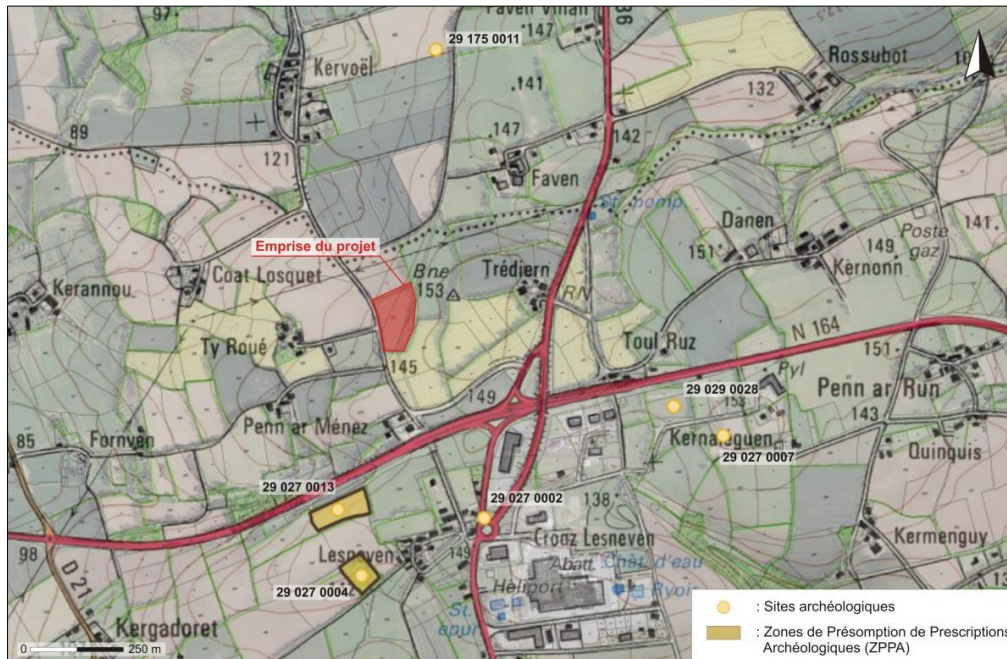 97
Faven Vihan
147
136
29 175 0011
Kervoël
Rossubot
132
141
89
147
142
121
Faven
St. pomp
Danen
151
149
141
Poste
gaz
Kernonn
Emprise du projet
Bne
153
Trédiern
RN
Coat Losquet
Kerannou
Ty Roué
Toul Ruz
N 164
151
145
149
29 029 0028
Pyl
153
Penn ar Run
Penn ar Ménez
85
Fornven
Kernaléguen
143
29 027 0007
Quinquis
29 027 0013
29 027 0002
138
98
Lesneven
149
Croaz Lesneven
Kermenguy
D 21
Abatt.
Chât. d'eau
29 027 0004
Héliport
St.
epur
Kergadoret
0
250 m
: Sites archéologiques
: Zones de Présomption de Prescriptions
Archéologiques (ZPPA)